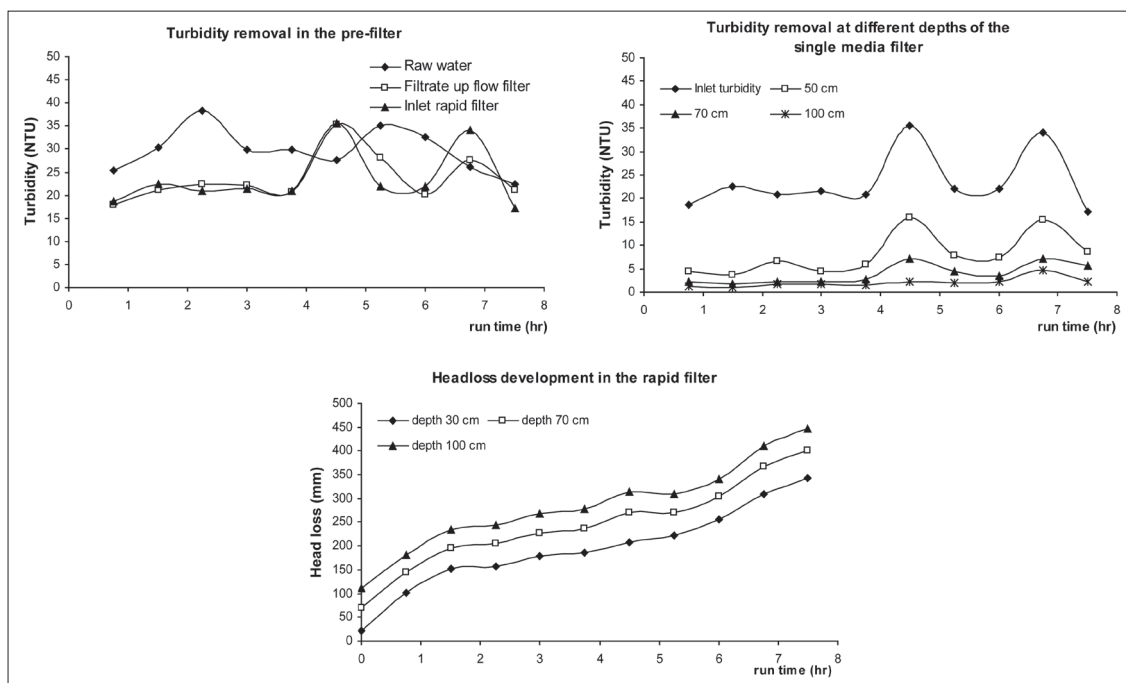 Turbidity removal in the pre-filter
50
45
40
35
30
25
20
15
10
5
0
Turbidity (NTU)
Raw water
Filtrate up flow filter
Inlet rapid filter
0 1 2 3 4 5 6 7 8
run time (hr)
Turbidity removal at different depths of the
single media filter
50
45
40
35
30
25
20
15
10
5
0
Turbidity (NTU)
Inlet turbidity 50 cm
70 cm 100 cm
0 1 2 3 4 5 6 7 8
run time (hr)
Headloss development in the rapid filter
500
450
400
350
300
250
200
150
100
50
0
Head loss (mm)
depth 30 cm depth 70 cm
depth 100 cm
0 1 2 3 4 5 6 7 8
run time (hr)